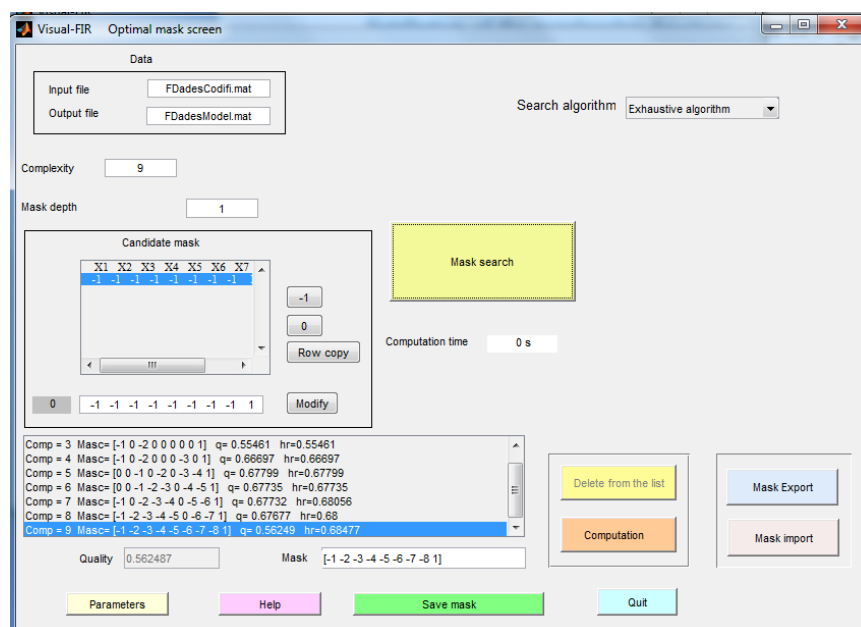 Visual-FIR Optimal mask screen
Data
Input file FDadesCodifi.mat
Output file FDadesModel.mat
Search algorithm Exhaustive algorithm
Complexity 9
Mask depth 1
Candidate mask
X1 X2 X3 X4 X5 X6 X7
-1 -1 -1 -1 -1 -1 -1
-1
0
Row copy
0 -1 -1 -1 -1 -1 -1 -1 -1 1 Modify
Mask search
Computation time 0 s
Comp = 3 Masc= [-1 0 -2 0 0 0 0 0 1] q= 0.55461 hr=0.55461
Comp = 4 Masc= [-1 0 -2 0 0 0 -3 0 1] q= 0.66697 hr=0.66697
Comp = 5 Masc= [0 0 -1 0 -2 0 -3 -4 1] q= 0.67799 hr=0.67799
Comp = 6 Masc= [0 0 -1 -2 -3 0 -4 -5 1] q= 0.67735 hr=0.67735
Comp = 7 Masc= [-1 0 -2 -3 -4 0 -5 -6 1] q= 0.67732 hr=0.68056
Comp = 8 Masc= [-1 -2 -3 -4 -5 0 -6 -7 1] q= 0.67677 hr=0.68
Comp = 9 Masc= [-1 -2 -3 -4 -5 -6 -7 -8 1] q= 0.56249 hr=0.68477
Quality 0.562487 Mask [-1 -2 -3 -4 -5 -6 -7 -8 1]
Delete from the list
Computation
Mask Export
Mask import
Parameters Help Save mask Quit